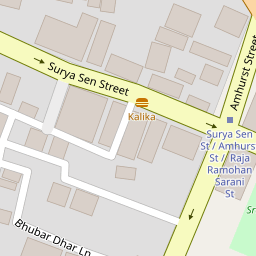 Surya Sen Street
Amhurst Street
Kalika
Surya Sen
St / Amhurst
St / Raja
Ramohan
Sarani
St
Bhubar Dhar Ln